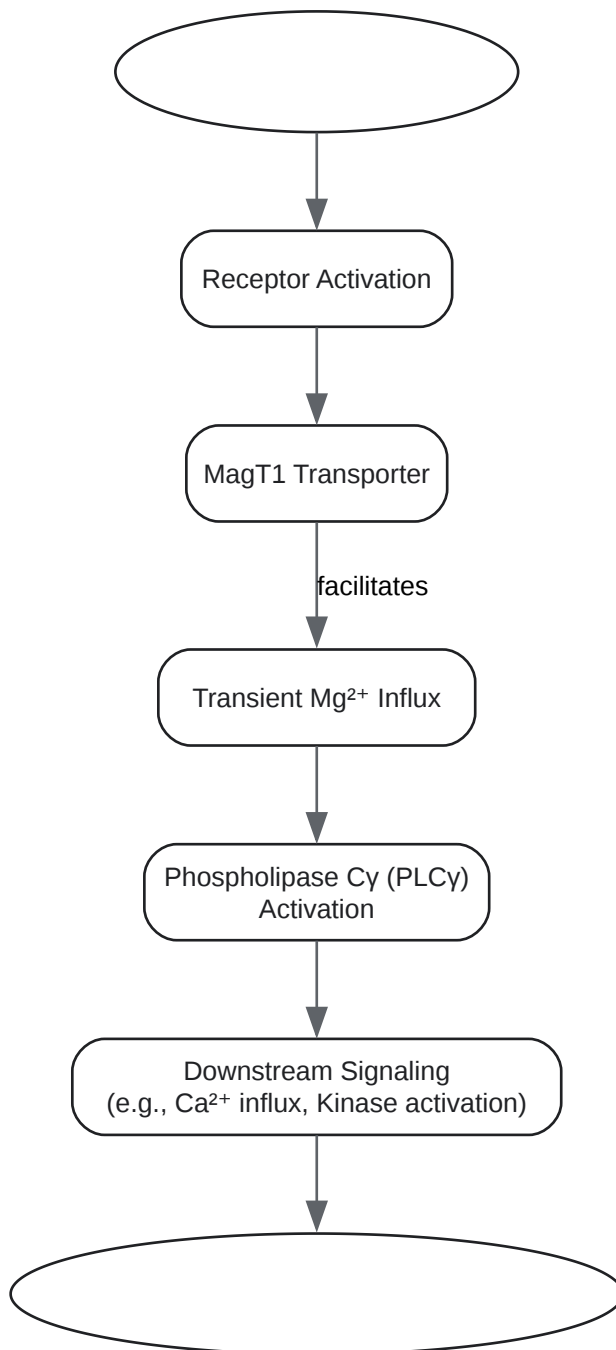 Receptor Activation
MagT1 Transporter
facilitates
Transient Mg²⁺ Influx
Phospholipase Cγ (PLCγ)
Activation
Downstream Signaling
(e.g., Ca²⁺ influx, Kinase activation)